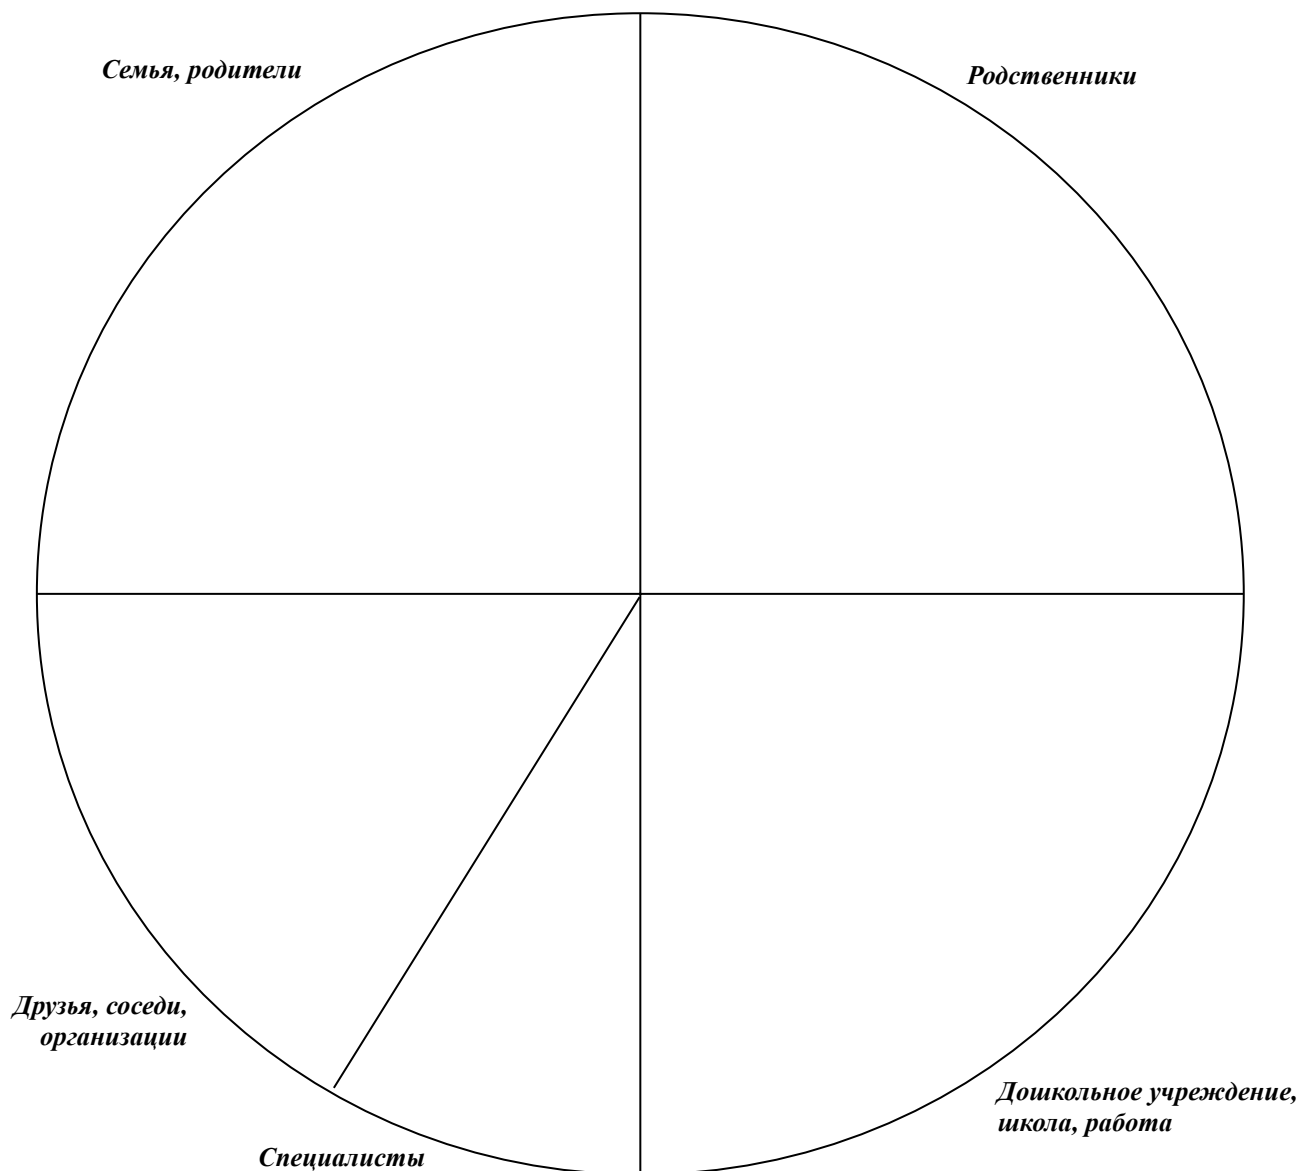 Семья, родители
Родственники
Друзья, соседи,
организации
Дошкольное учреждение,
школа, работа
Специалисты